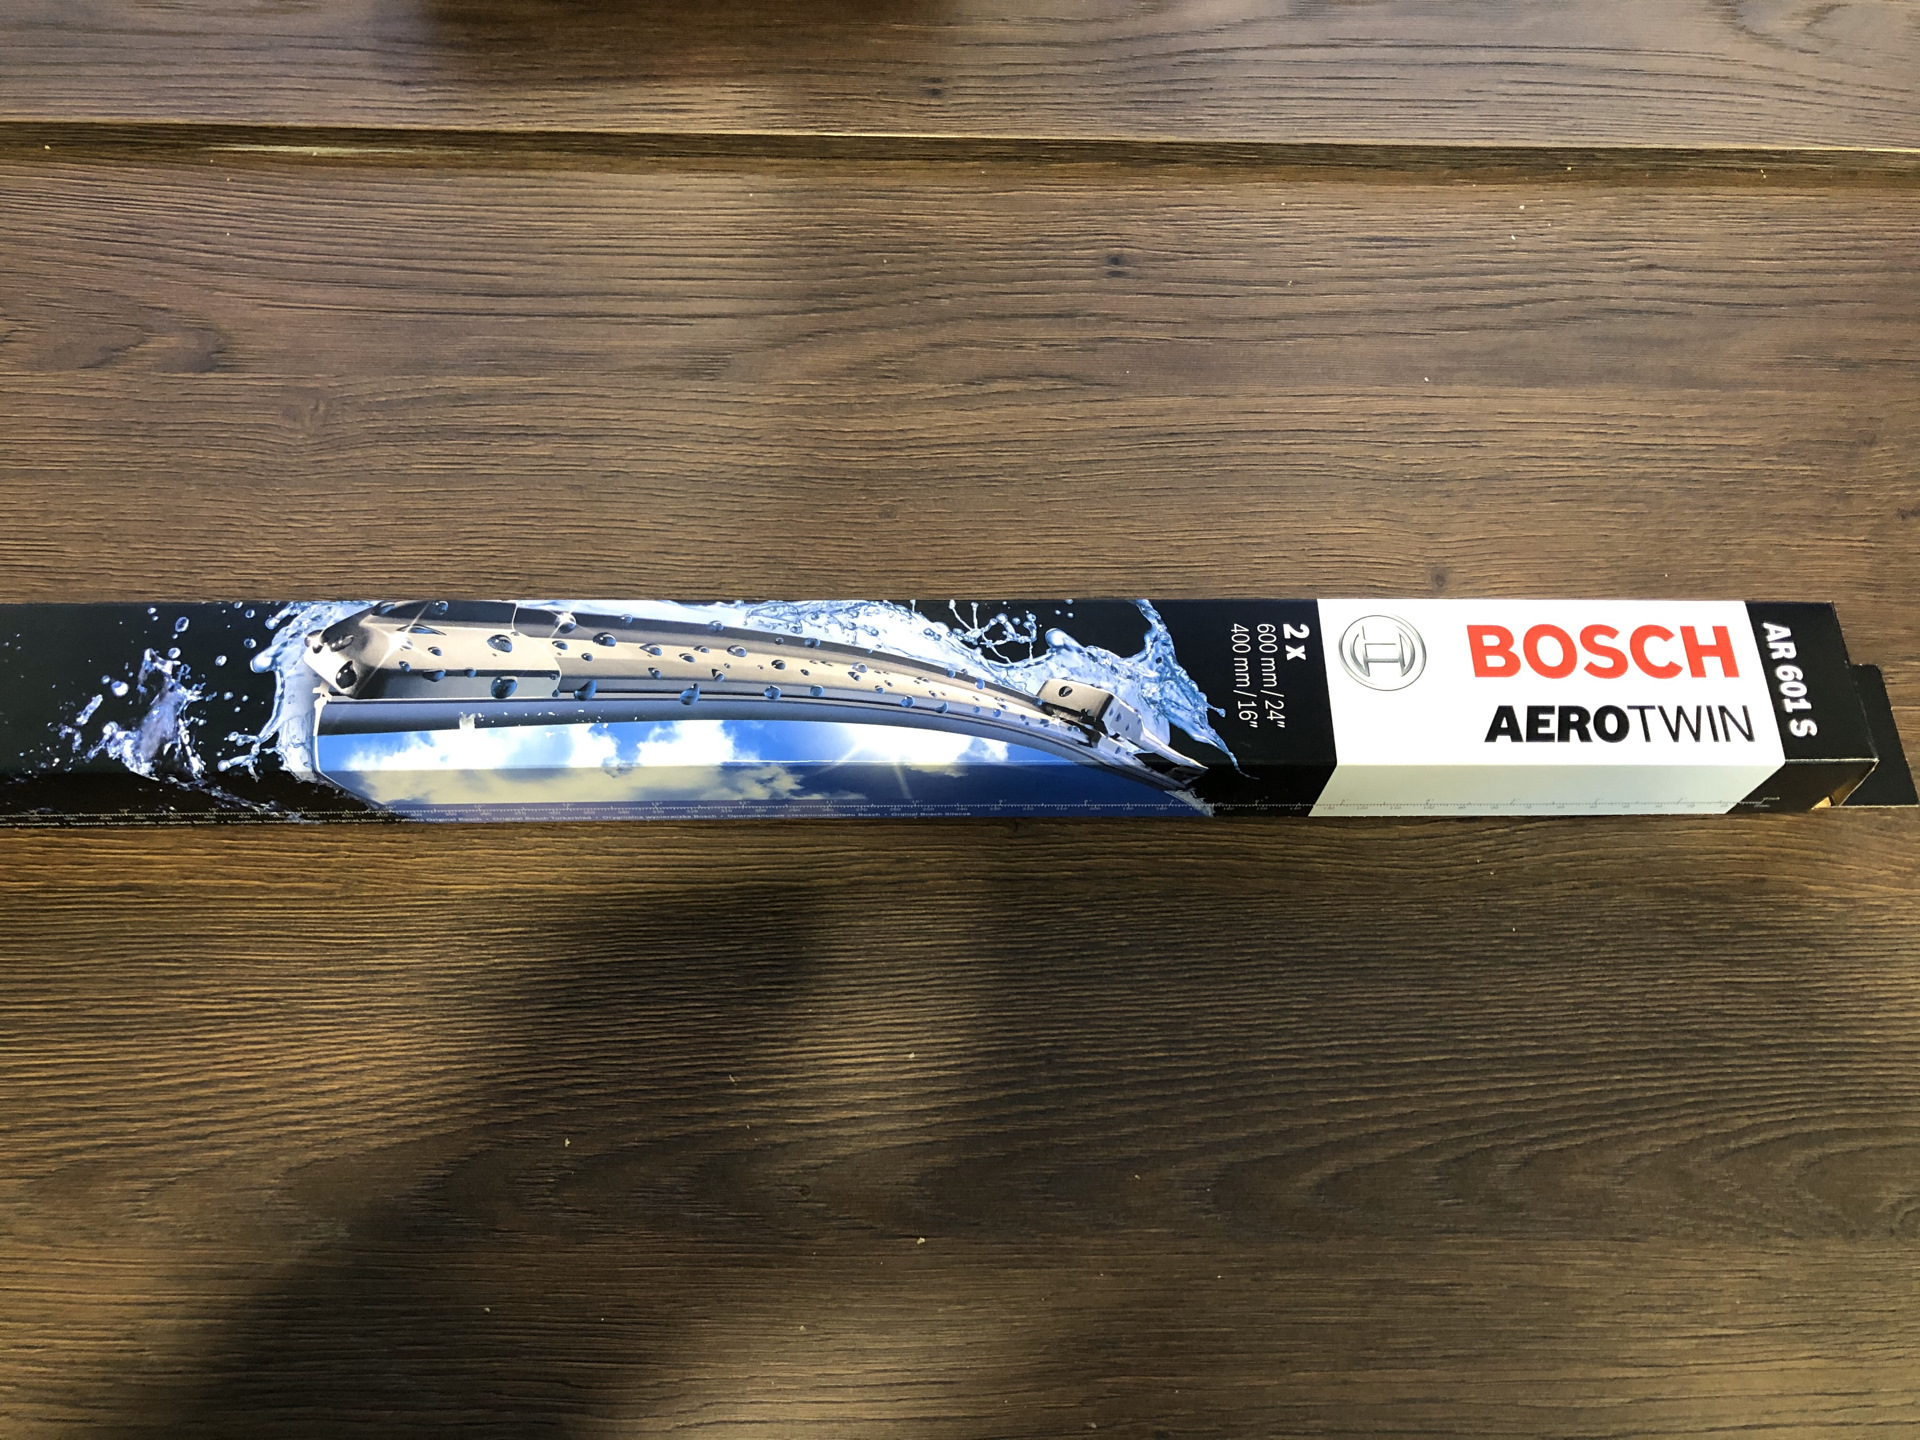 BOSCH
AEROTWIN
AR 601 S
2 x
600 mm / 24"
400 mm / 16"